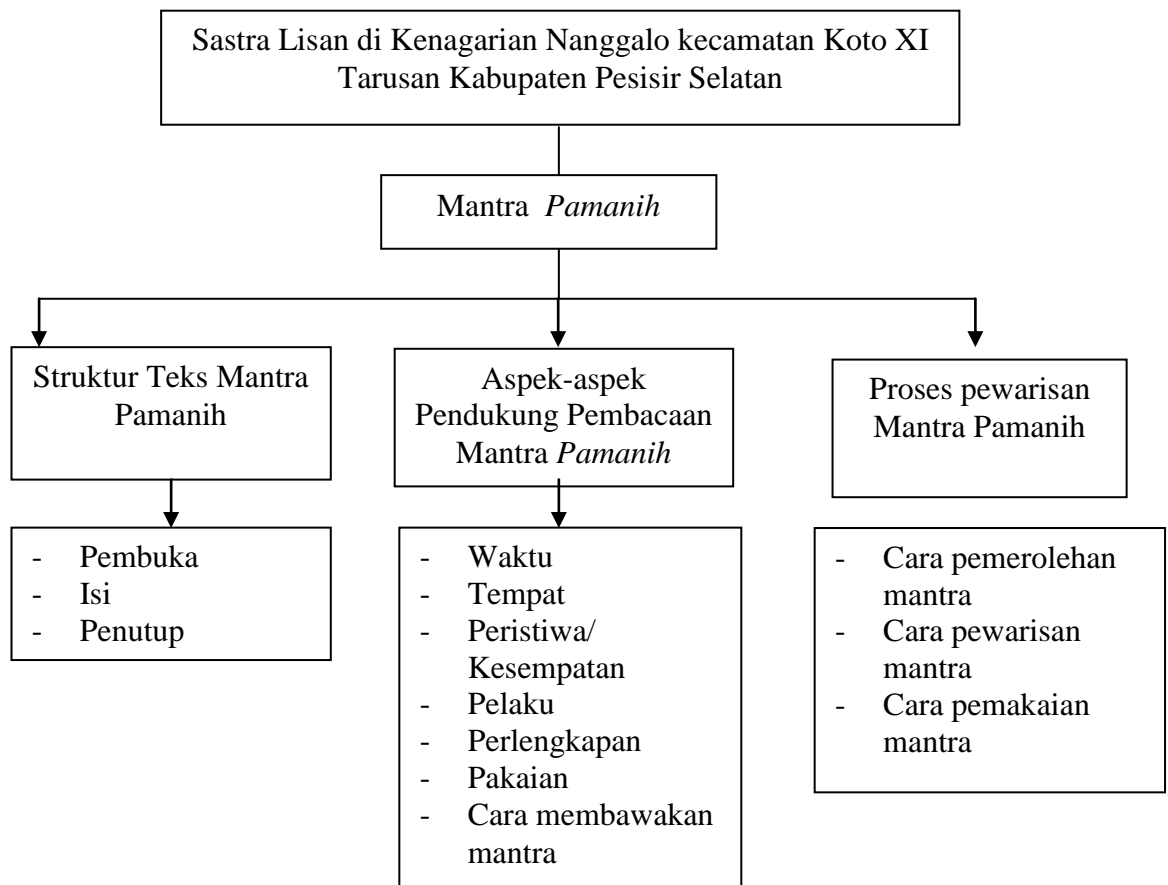 Sastra Lisan di Kenagarian Nanggalo kecamatan Koto XI
Tarusan Kabupaten Pesisir Selatan
Mantra Pamanih
Struktur Teks Mantra
Pamanih
Aspek-aspek
Pendukung Pembacaan
Mantra Pamanih
Proses pewarisan
Mantra Pamanih
- Pembuka
- Isi
- Penutup
- Waktu
- Tempat
- Peristiwa/
Kesempatan
- Pelaku
- Perlengkapan
- Pakaian
- Cara membawakan
mantra
- Cara pemerolehan
mantra
- Cara pewarisan
mantra
- Cara pemakaian
mantra